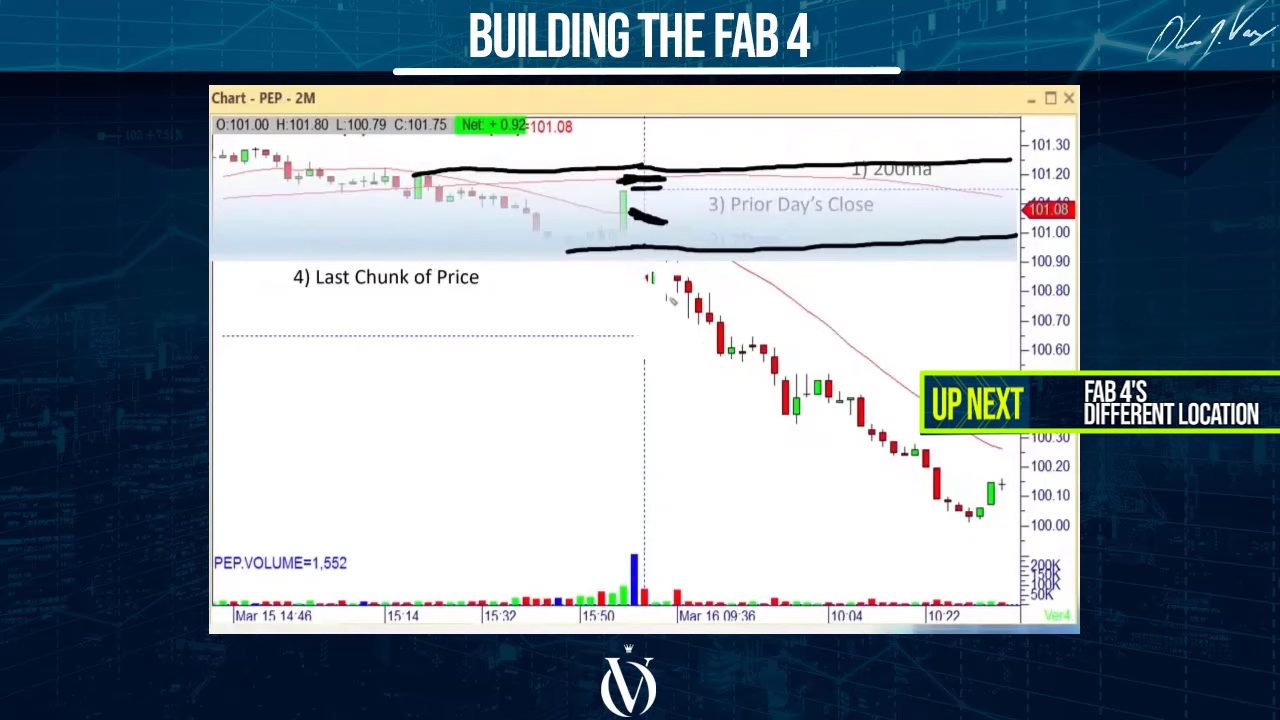 BUILDING THE FAB 4
Chart - PEP - 2M
O:101.00 H:101.80 L:100.79 C:101.75 Net: + 0.92 =101.08
1) 200ma
3) Prior Day's Close
4) Last Chunk of Price
101.30
101.20
101.08
101.00
100.90
100.80
100.70
100.60
100.30
100.20
100.10
100.00
UP NEXT
FAB 4'S
DIFFERENT LOCATION
PEP.VOLUME=1,552
200K
150K
100K
50K
Mar 15 14:46 15:14 15:32 15:50 Mar 16 09:36 10:04 10:22
Ver4